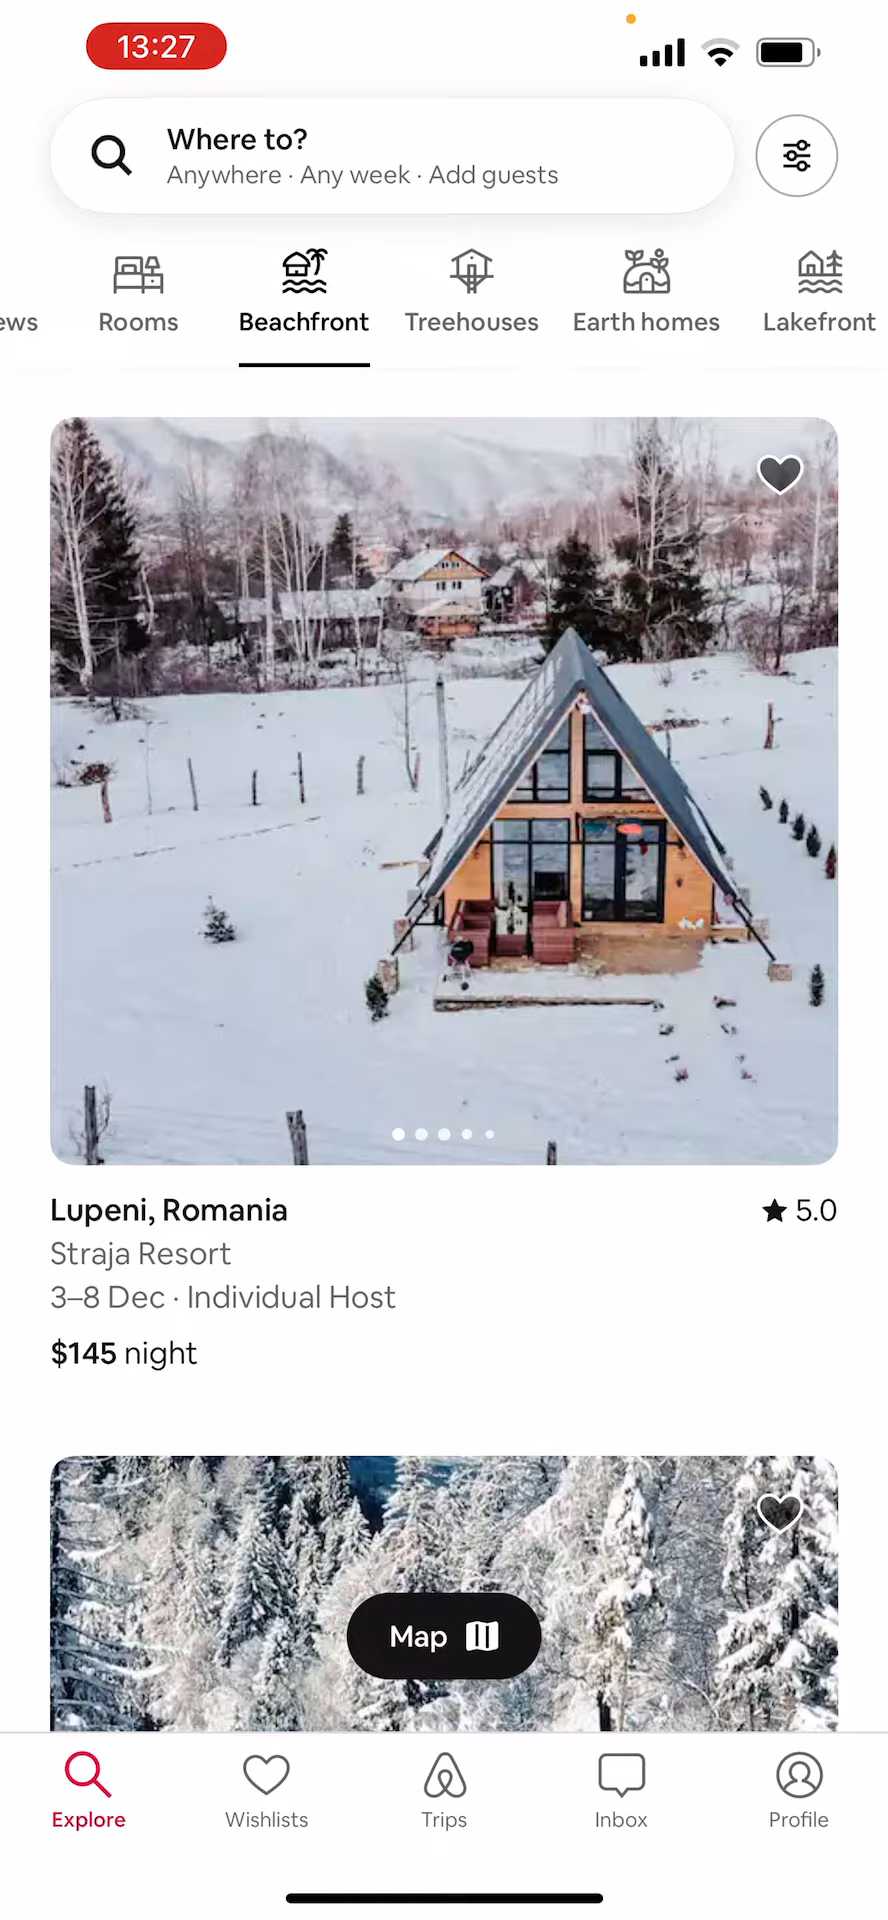 13:27
Where to?
Anywhere · Any week · Add guests
ews
Rooms
Beachfront
Treehouses
Earth homes
Lakefront
Lupeni, Romania
5.0
Straja Resort
3–8 Dec · Individual Host
$145 night
Map
Explore
Wishlists
Trips
Inbox
Profile